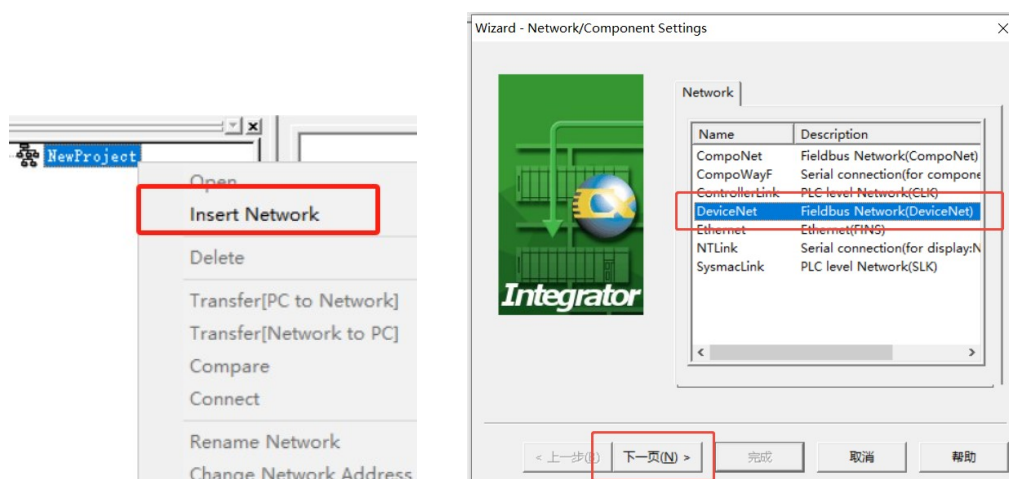 NewProject
Open
Insert Network
Delete
Transfer[PC to Network]
Transfer[Network to PC]
Compare
Connect
Rename Network
Change Network Address
Wizard - Network/Component Settings
Network
Name Description
CompoNet Fieldbus Network(CompoNet)
CompoWayF Serial connection(for compone
ControllerLink PLC level Network(CLK)
DeviceNet Fieldbus Network(DeviceNet)
Ethernet Ethernet(FINS)
NTLink Serial connection(for display:N
SysmacLink PLC level Network(SLK)
CX
Integrator
< 上一步(B) 下一页(N) > 完成 取消 帮助